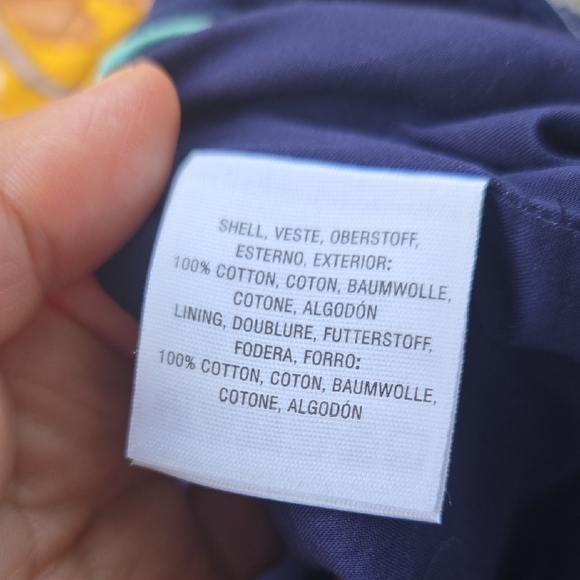 SHELL, VESTE, OBERSTOFF,
ESTERNO, EXTERIOR:
100% COTTON, COTON, BAUMWOLLE,
COTONE, ALGODÓN
LINING, DOUBLURE, FUTTERSTOFF,
FODERA, FORRO:
100% COTTON, COTON, BAUMWOLLE,
COTONE, ALGODÓN